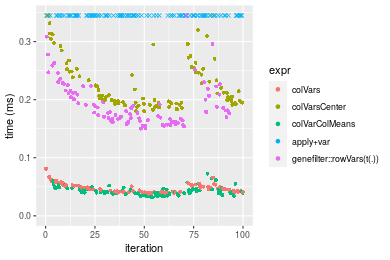 0.3
0.2
0.1
0.0
time (ms)
0
25
50
75
100
iteration
expr
colVars
colVarsCenter
colVarColMeans
apply+var
genefilter::rowVars(t(.))